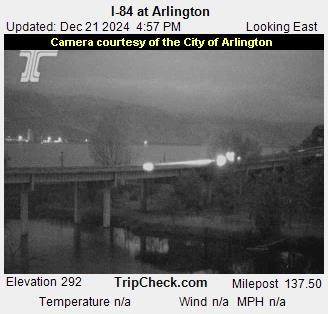 I-84 at Arlington
Updated: Dec 21 2024 4:57 PM Looking East
Camera courtesy of the City of Arlington
Elevation 292 TripCheck.com Milepost 137.50
Temperature n/a Wind n/a MPH n/a